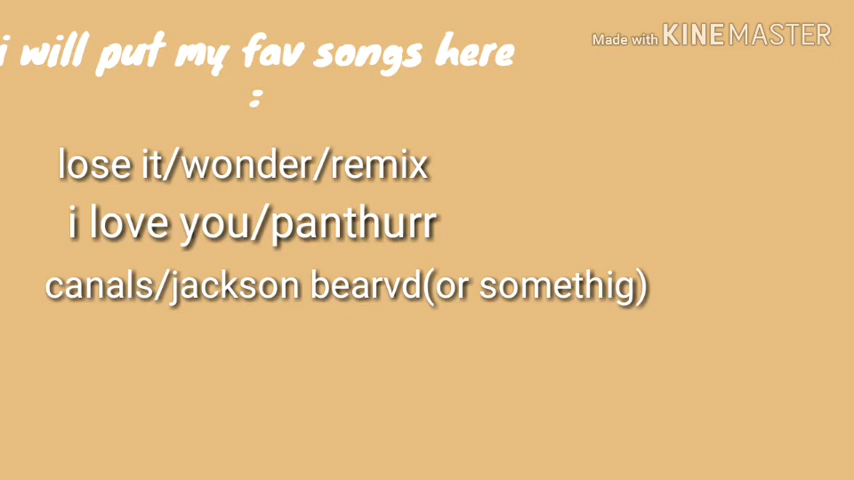 i will put my fav songs here
:
Made with KINEMASTER
lose it/wonder/remix
i love you/panthurr
canals/jackson bearvd(or somethig)